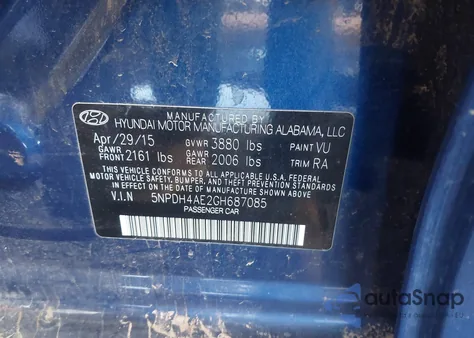 MANUFACTURED BY
HYUNDAI MOTOR MANUFACTURING ALABAMA, LLC
Apr/29/15 GVWR 3880 lbs PAINT VU
GAWR FRONT 2161 lbs GAWR REAR 2006 lbs TRIM RA
THIS VEHICLE CONFORMS TO ALL APPLICABLE U.S.A. FEDERAL
MOTOR VEHICLE SAFETY, BUMPER, AND THEFT PREVENTION
STANDARDS IN EFFECT ON THE DATE OF MANUFACTURE SHOWN
ABOVE
V.I.N 5NPDH4AE2GH687085
PASSENGER CAR
autoSnap